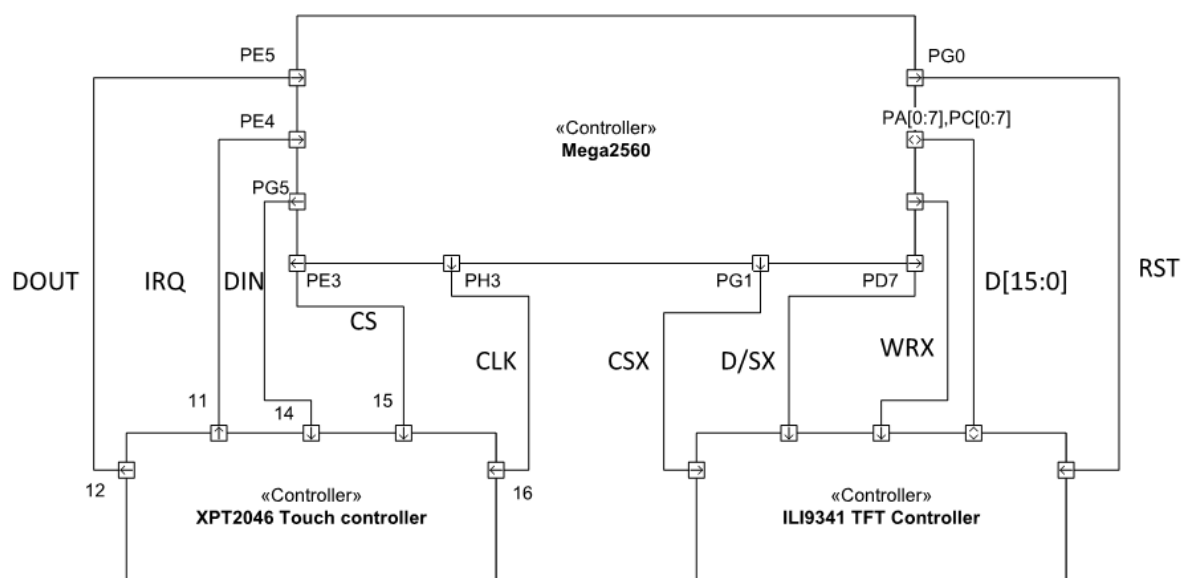 PE5
PG0
PE4
PA[0:7],PC[0:7]
«Controller»
Mega2560
PG5
PE3
PH3
PG1
PD7
DOUT
IRQ
DIN
D[15:0]
RST
CS
CLK
CSX
D/SX
WRX
11
14
15
12
16
«Controller»
XPT2046 Touch controller
«Controller»
ILI9341 TFT Controller